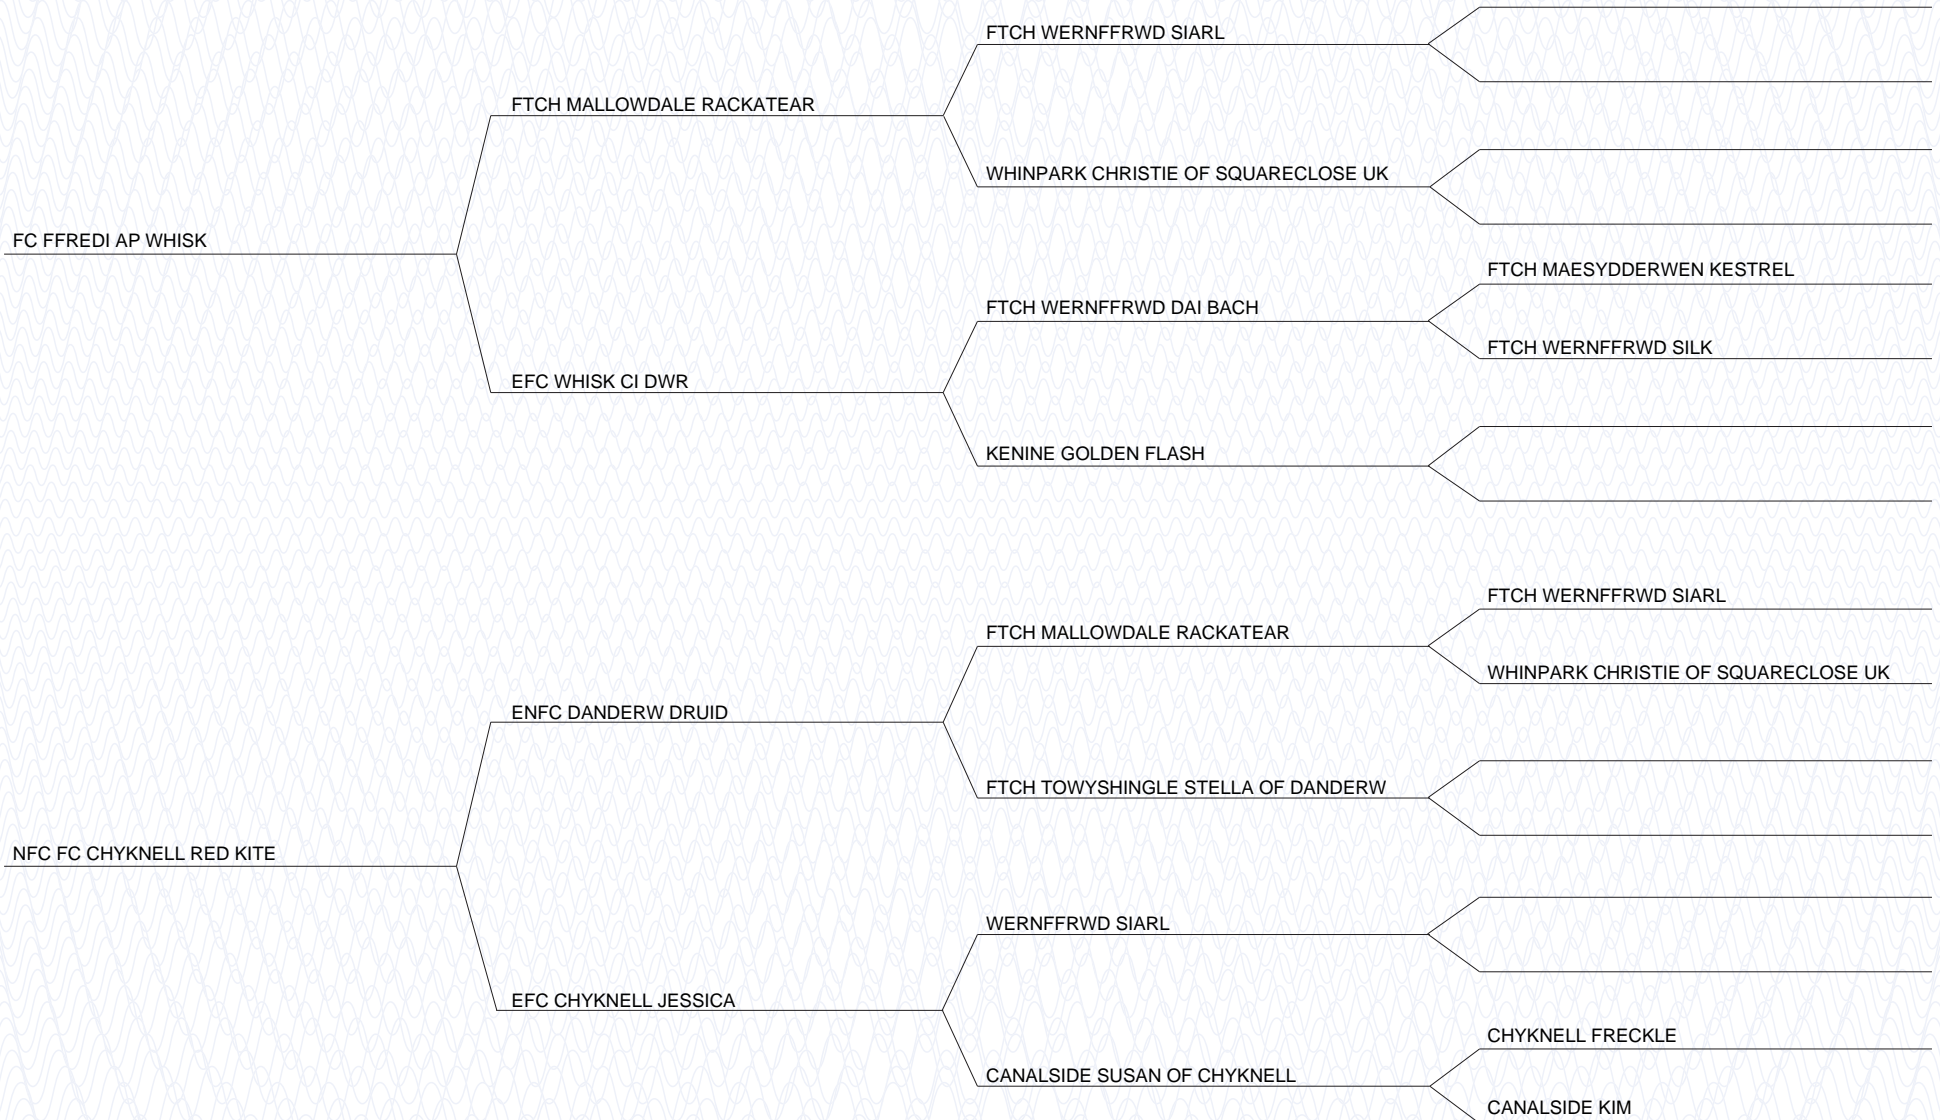 FTCH WERNFFRWD SIARL
FTCH MALLOWDALE RACKATEAR
WHINPARK CHRISTIE OF SQUARECLOSE UK
FC FFREDI AP WHISK
FTCH MAESYDDERWEN KESTREL
FTCH WERNFFRWD DAI BACH
FTCH WERNFFRWD SILK
EFC WHISK CI DWR
KENINE GOLDEN FLASH
FTCH WERNFFRWD SIARL
FTCH MALLOWDALE RACKATEAR
WHINPARK CHRISTIE OF SQUARECLOSE UK
ENFC DANDERW DRUID
FTCH TOWYSHINGLE STELLA OF DANDERW
NFC FC CHYKNELL RED KITE
WERNFFRWD SIARL
EFC CHYKNELL JESSICA
CHYKNELL FRECKLE
CANALSIDE SUSAN OF CHYKNELL
CANALSIDE KIM